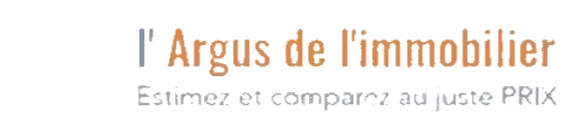 l' Argus de l'immobilier
Estimez et comparez au juste PRIX